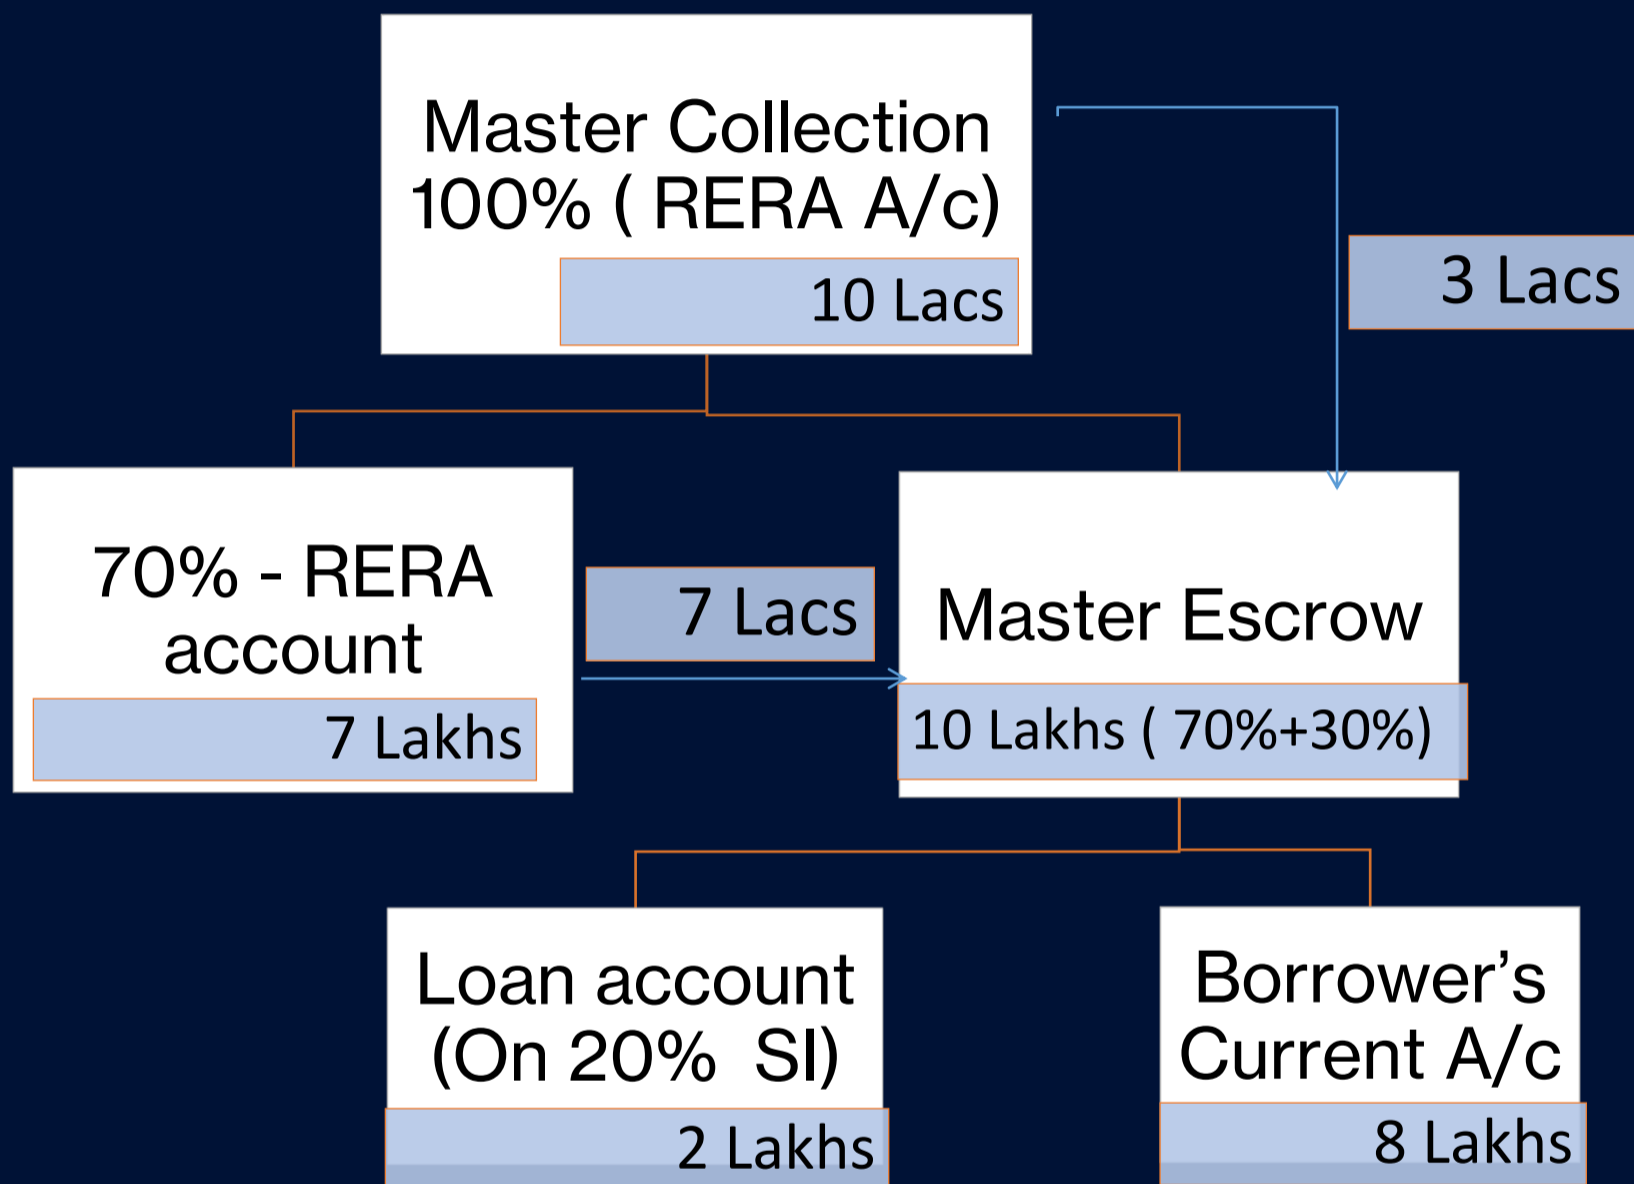 Master Collection
100% ( RERA A/c)
10 Lacs
3 Lacs
70% - RERA
account
7 Lakhs
7 Lacs
Master Escrow
10 Lakhs ( 70%+30%)
Loan account
(On 20% SI)
2 Lakhs
Borrower’s
Current A/c
8 Lakhs